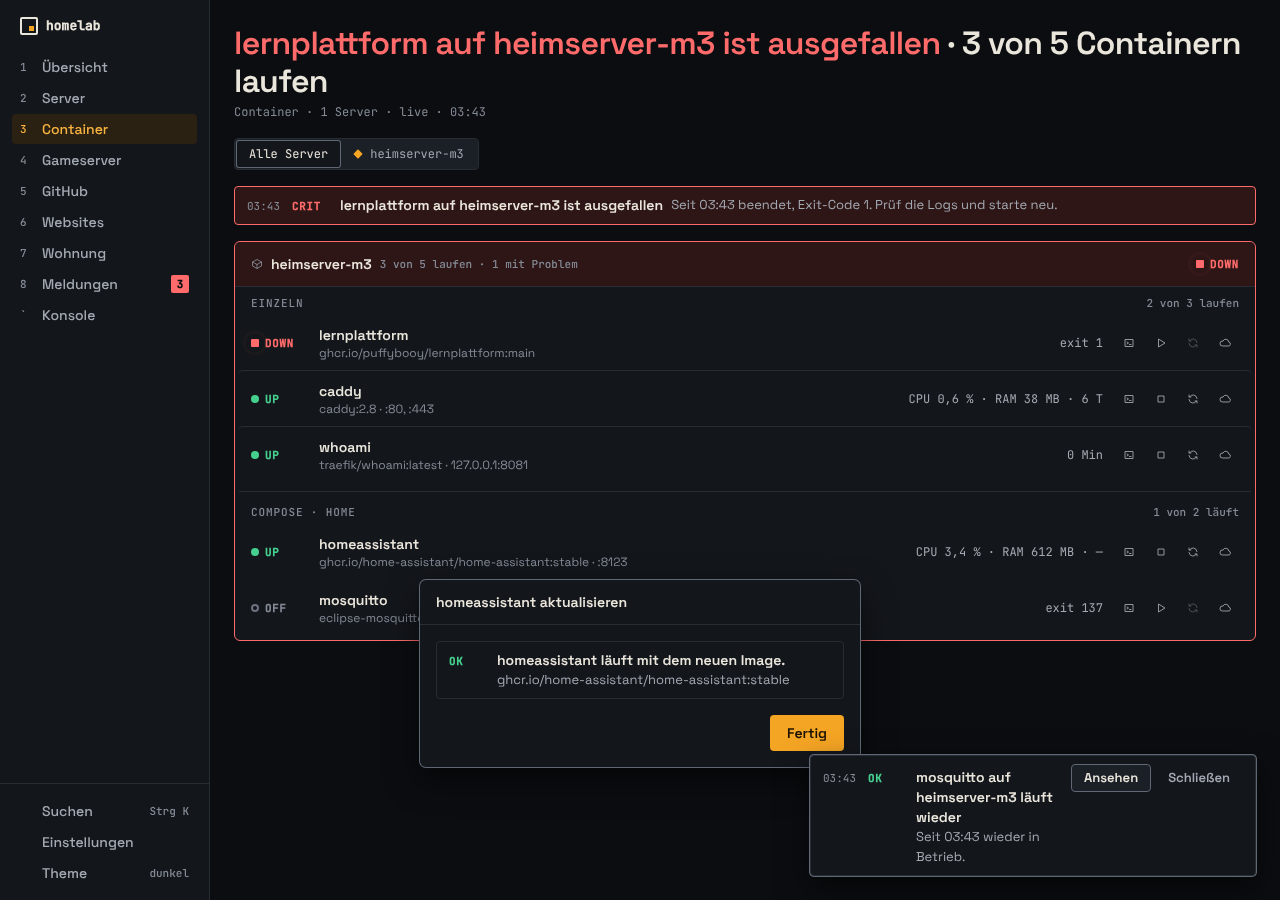 homelab
1 Übersicht
2 Server
3 Container
4 Gameserver
5 GitHub
6 Websites
7 Wohnung
8 Meldungen 3
` Konsole
Suchen Strg K
Einstellungen
Theme dunkel
lernplattform auf heimserver-m3 ist ausgefallen · 3 von 5 Containern
laufen
Container · 1 Server · live · 03:43
Alle Server heimserver-m3
03:43 CRIT lernplattform auf heimserver-m3 ist ausgefallen Seit 03:43 beendet, Exit-Code 1. Prüf die Logs und starte neu.
heimserver-m3 3 von 5 laufen · 1 mit Problem DOWN
EINZELN 2 von 3 laufen
DOWN lernplattform exit 1
ghcr.io/puffybooy/lernplattform:main
UP caddy CPU 0,6 % · RAM 38 MB · 6 T
caddy:2.8 · :80, :443
UP whoami 0 Min
traefik/whoami:latest · 127.0.0.1:8081
COMPOSE · HOME 1 von 2 läuft
UP homeassistant CPU 3,4 % · RAM 612 MB · —
ghcr.io/home-assistant/home-assistant:stable · :8123
OFF mosquitto exit 137
eclipse-mosquitt
homeassistant aktualisieren
OK homeassistant läuft mit dem neuen Image.
ghcr.io/home-assistant/home-assistant:stable
Fertig
03:43 OK mosquitto auf
heimserver-m3 läuft
wieder
Seit 03:43 wieder in
Betrieb.
Ansehen Schließen